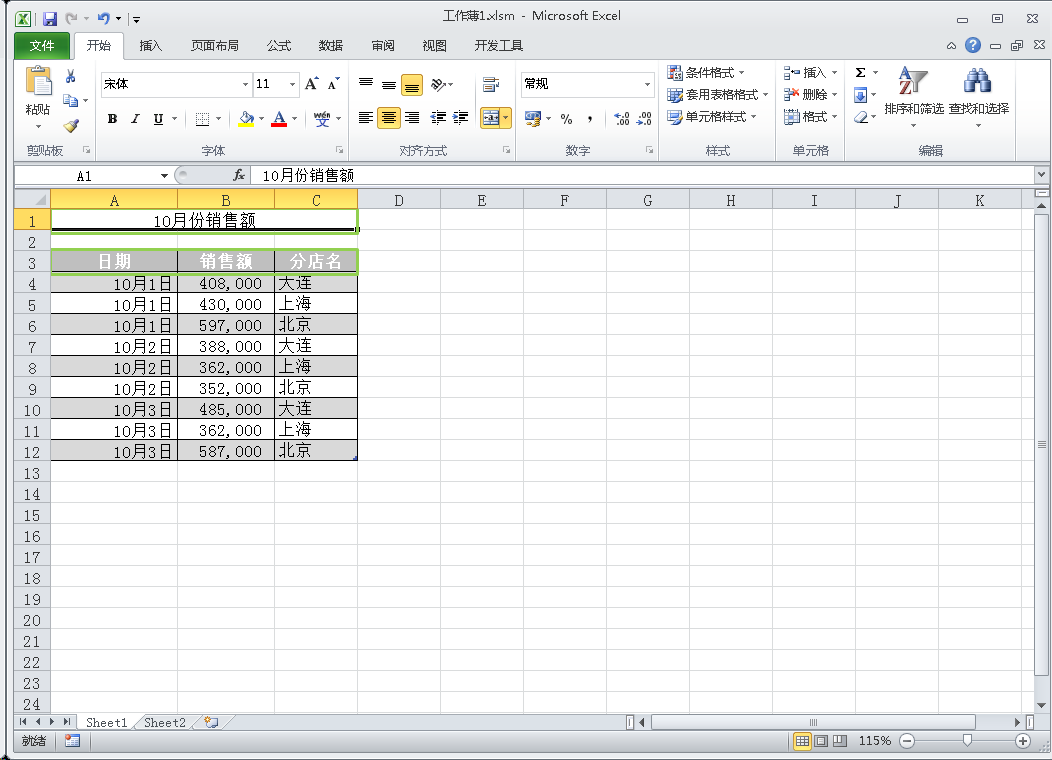 工作薄1.xlsm - Microsoft Excel
文件 开始 插入 页面布局 公式 数据 审阅 视图 开发工具
宋体 11 常规 条件格式 插入 Σ
粘贴 套用表格格式 删除 排序和筛选 查找和选择
B I U A wén 文 % , 单元格样式 格式
剪贴板 字体 对齐方式 数字 样式 单元格 编辑
A1 fx 10月份销售额
A B C D E F G H I J K
1 10月份销售额
2
3 日期 销售额 分店名
4 10月1日 408,000 大连
5 10月1日 430,000 上海
6 10月1日 597,000 北京
7 10月2日 388,000 大连
8 10月2日 362,000 上海
9 10月2日 352,000 北京
10 10月3日 485,000 大连
11 10月3日 362,000 上海
12 10月3日 587,000 北京
13
14
15
16
17
18
19
20
21
22
23
24
Sheet1 Sheet2
就绪 115%